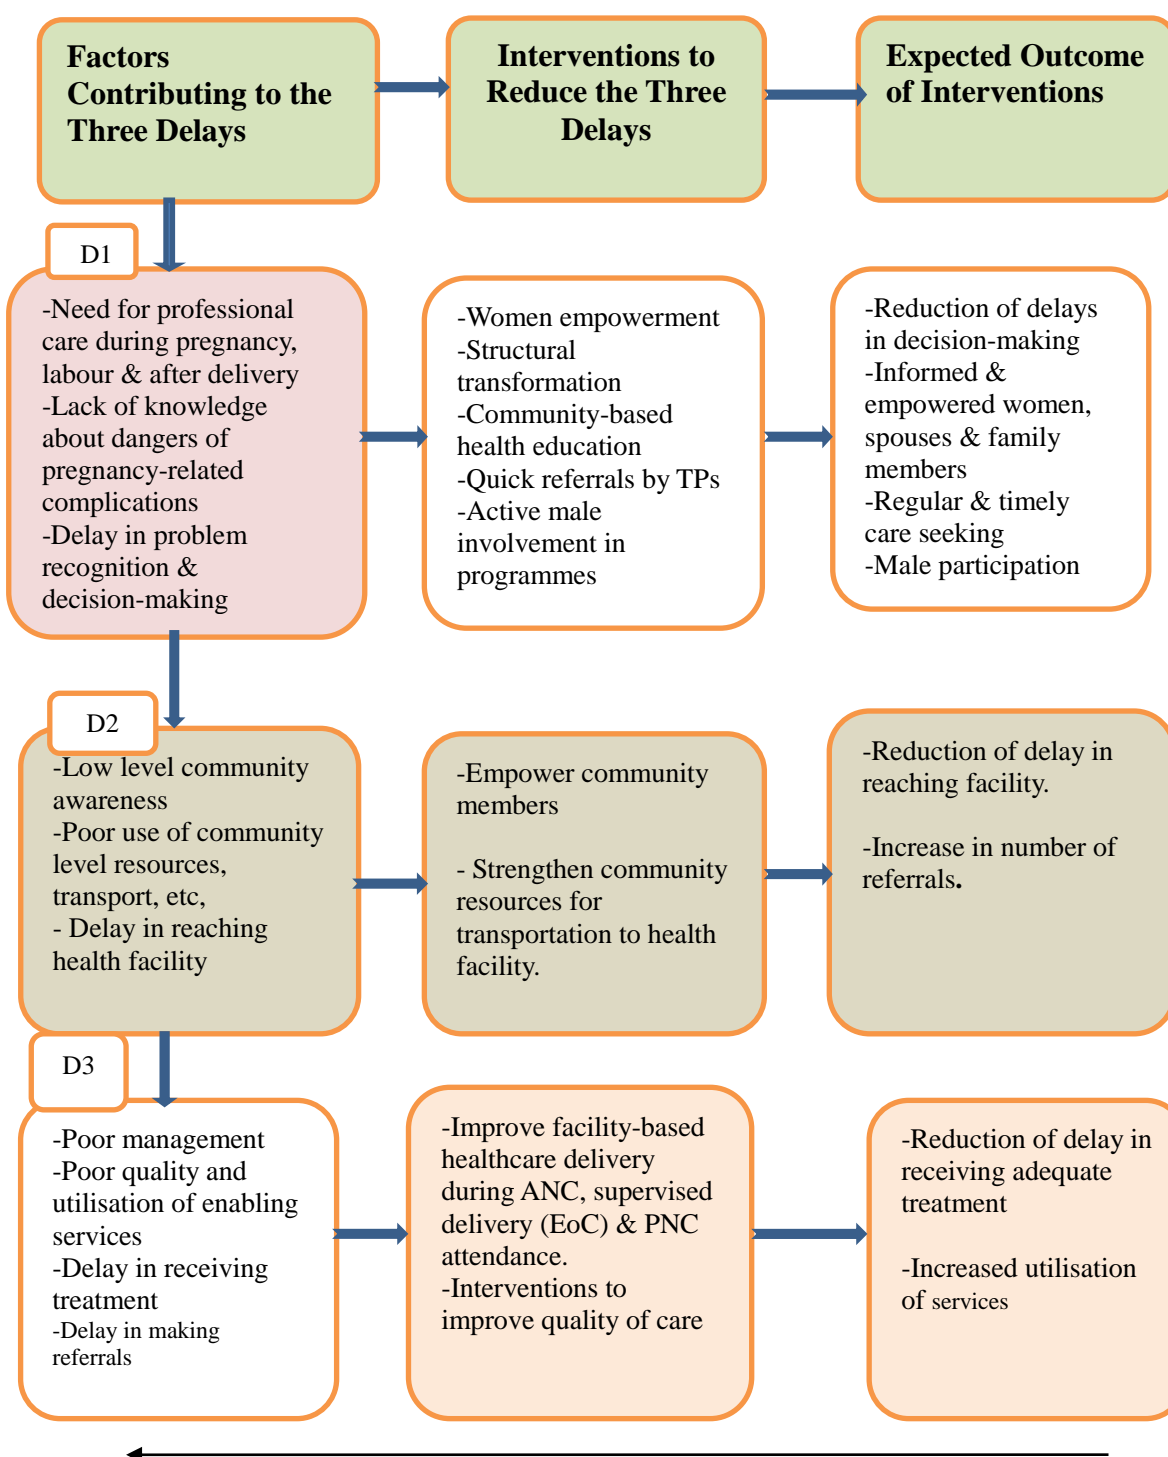 Factors
Contributing to the
Three Delays
Interventions to
Reduce the Three
Delays
Expected Outcome
of Interventions
D1
-Need for professional
care during pregnancy,
labour & after delivery
-Lack of knowledge
about dangers of
pregnancy-related
complications
-Delay in problem
recognition &
decision-making
-Women empowerment
-Structural
transformation
-Community-based
health education
-Quick referrals by TPs
-Active male
involvement in
programmes
-Reduction of delays
in decision-making
-Informed &
empowered women,
spouses & family
members
-Regular & timely
care seeking
-Male participation
D2
-Low level community
awareness
-Poor use of community
level resources,
transport, etc,
- Delay in reaching
health facility
-Empower community
members
- Strengthen community
resources for
transportation to health
facility.
-Reduction of delay in
reaching facility.
-Increase in number of
referrals.
D3
-Poor management
-Poor quality and
utilisation of enabling
services
-Delay in receiving
treatment
-Delay in making
referrals
-Improve facility-based
healthcare delivery
during ANC, supervised
delivery (EoC) & PNC
attendance.
-Interventions to
improve quality of care
-Reduction of delay in
receiving adequate
treatment
-Increased utilisation
of services